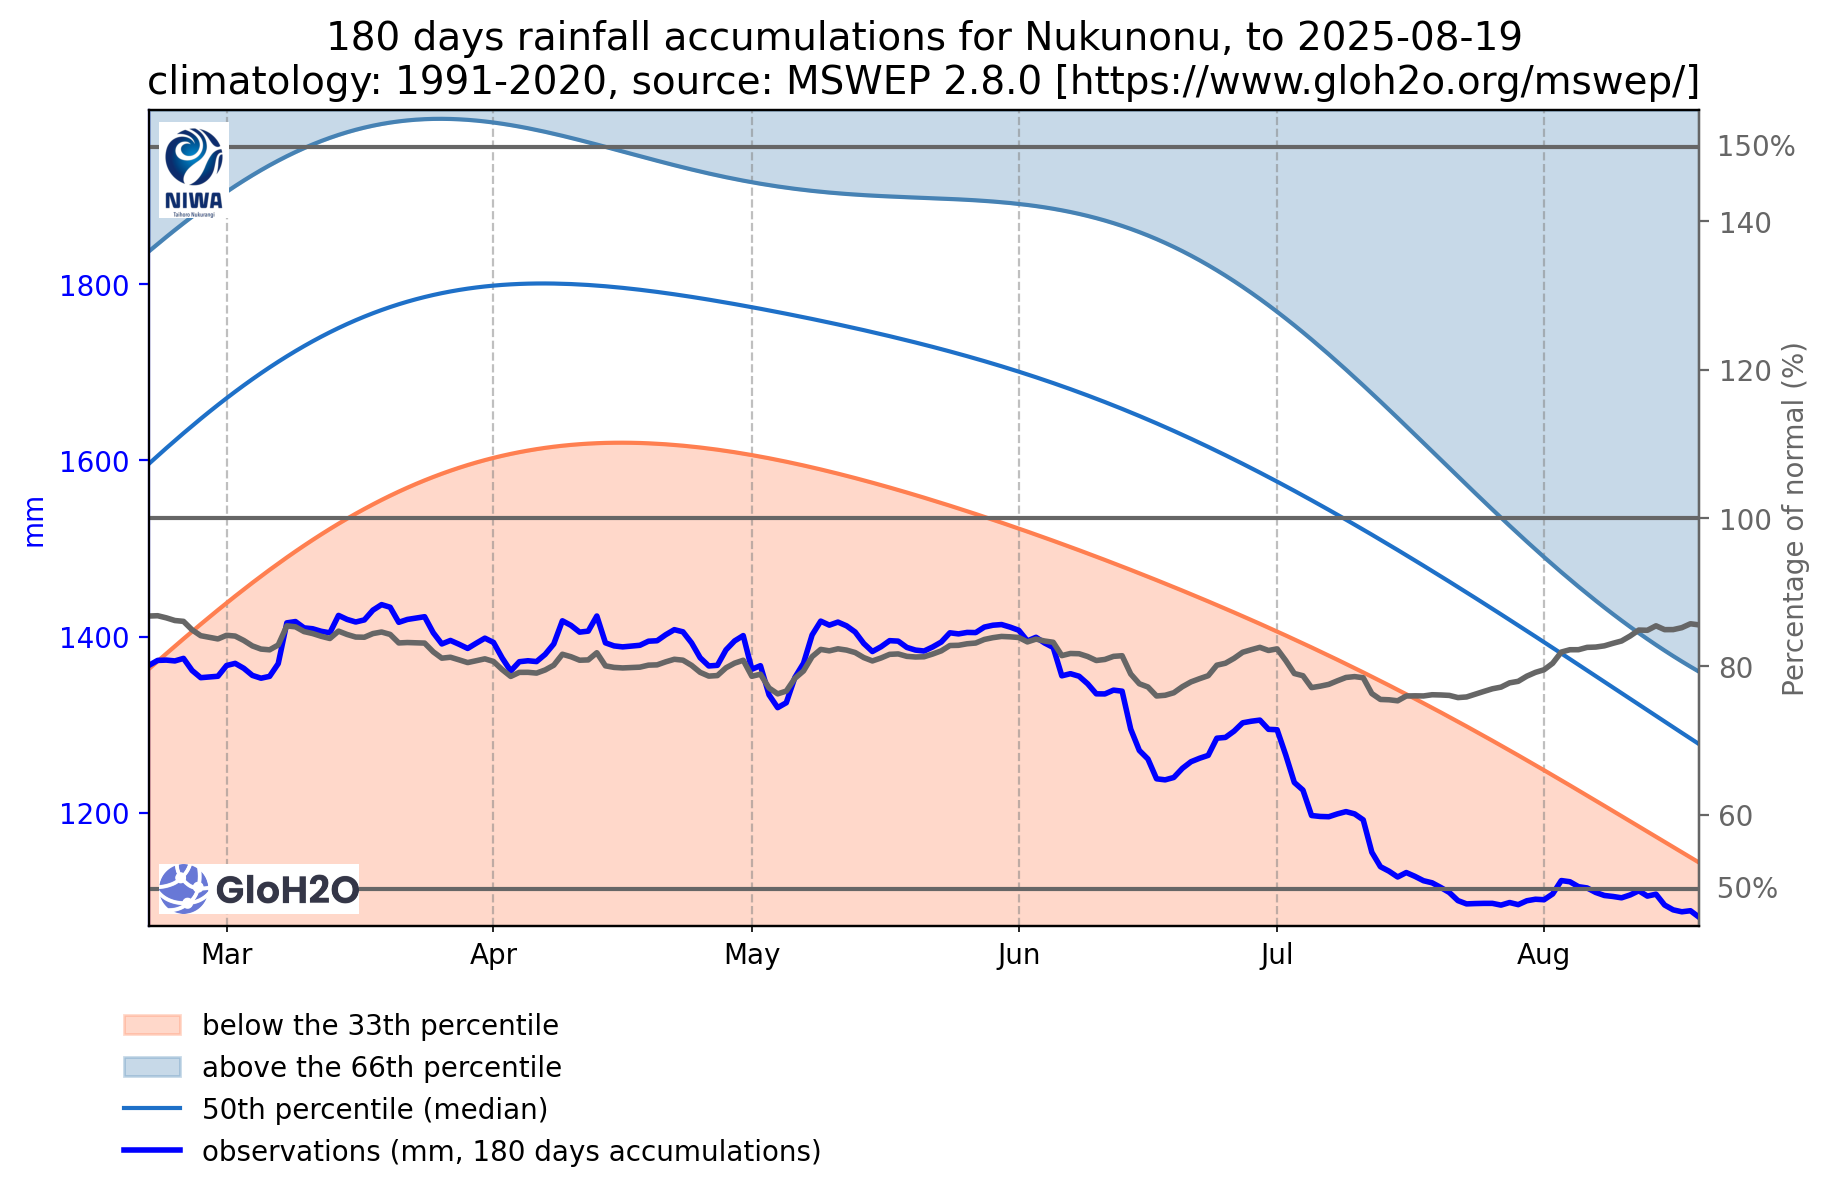 180 days rainfall accumulations for Nukunonu, to 2025-08-19
climatology: 1991-2020, source: MSWEP 2.8.0 [https://www.gloh2o.org/mswep/]
NIWA
Taihoro Nukurangi
150%
140
1800
120
Percentage of normal (%)
1600
mm
100
1400
80
1200
60
GloH2O
50%
Mar Apr May Jun Jul Aug
below the 33th percentile
above the 66th percentile
50th percentile (median)
observations (mm, 180 days accumulations)